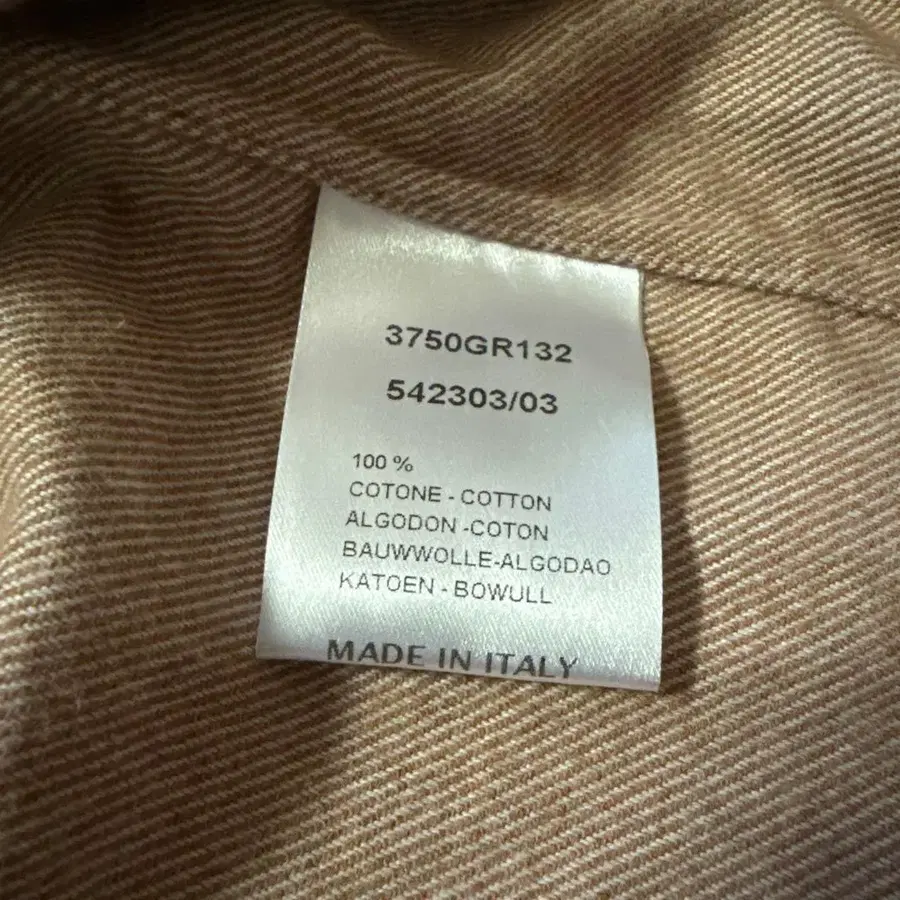 3750GR132
542303/03
100 %
COTONE - COTTON
ALGODON -COTON
BAUWWOLLE-ALGODAO
KATOEN - BOWULL
MADE IN ITALY